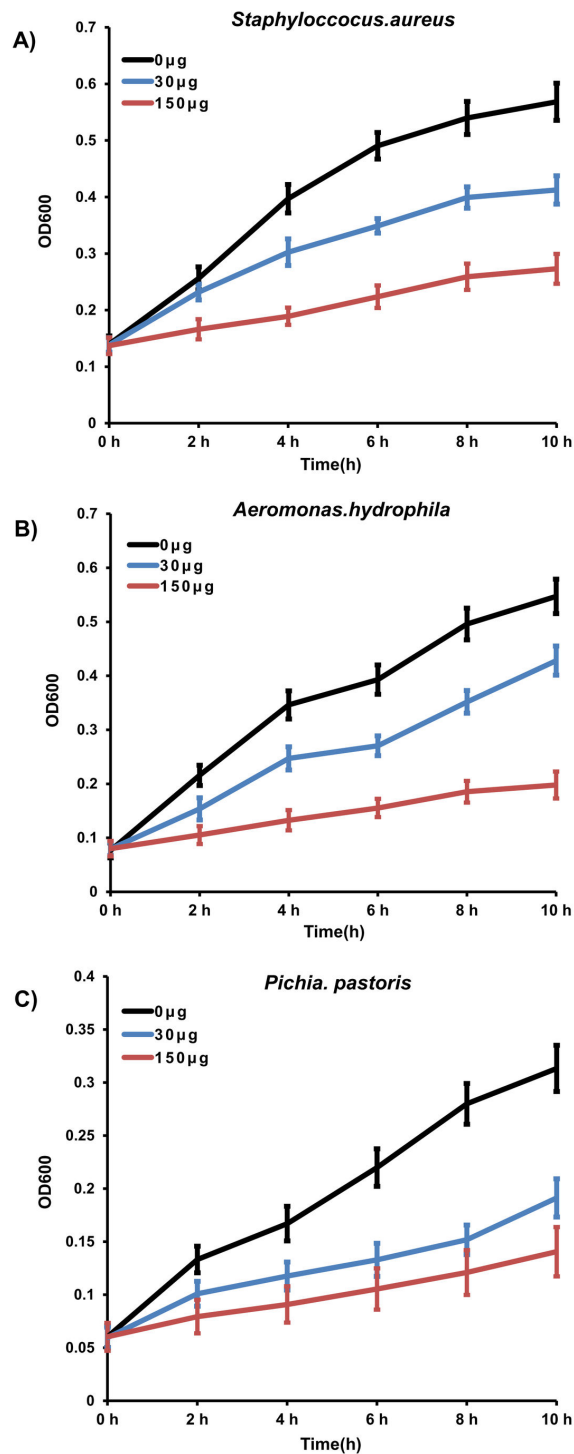 A)
Staphyloccocus.aureus
0.7
0.6
0.5
0.4
0.3
0.2
0.1
0
OD600
0µg
30µg
150µg
0 h 2 h 4 h 6 h 8 h 10 h
Time(h)
B)
Aeromonas.hydrophila
0.7
0.6
0.5
0.4
0.3
0.2
0.1
0
OD600
0µg
30µg
150µg
0 h 2 h 4 h 6 h 8 h 10 h
Time(h)
C)
Pichia. pastoris
0.4
0.35
0.3
0.25
0.2
0.15
0.1
0.05
0
OD600
0µg
30µg
150µg
0 h 2 h 4 h 6 h 8 h 10 h
Time(h)